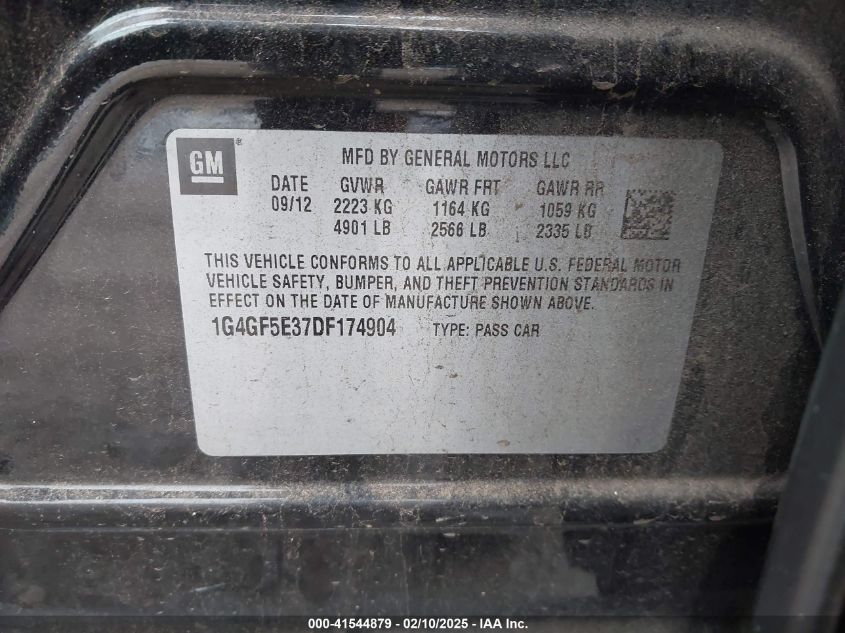 GM ®
MFD BY GENERAL MOTORS LLC
DATE GVWR GAWR FRT GAWR RR
09/12 2223 KG 1164 KG 1059 KG
4901 LB 2566 LB 2335 LB
THIS VEHICLE CONFORMS TO ALL APPLICABLE U.S. FEDERAL MOTOR
VEHICLE SAFETY, BUMPER, AND THEFT PREVENTION STANDARDS IN
EFFECT ON THE DATE OF MANUFACTURE SHOWN ABOVE.
1G4GF5E37DF174904 TYPE: PASS CAR
000-41544879 - 02/10/2025 - IAA Inc.